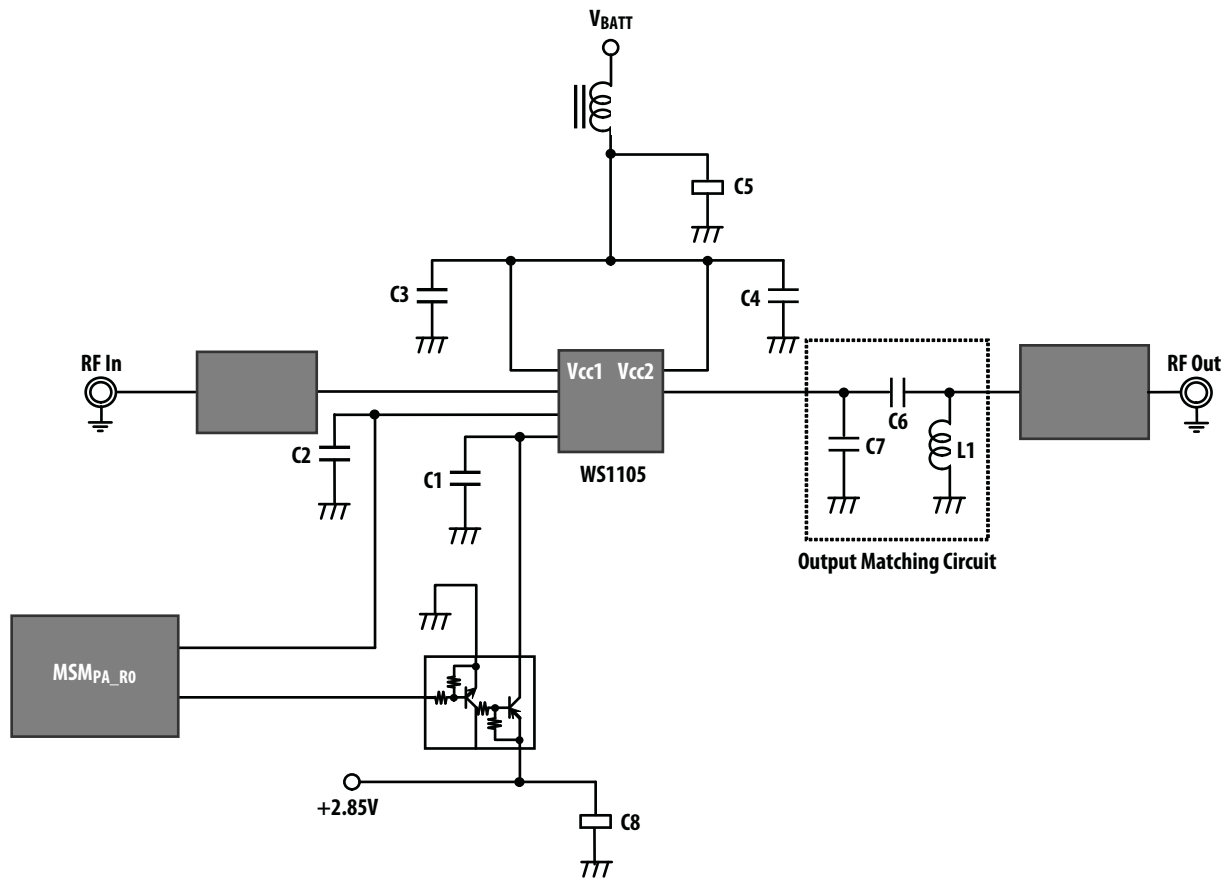 VBATT
C5
C3
C4
RF In
Vcc1 Vcc2
RF Out
C6
C2
C7
L1
C1
WS1105
Output Matching Circuit
MSMPA_R0
+2.85V
C8